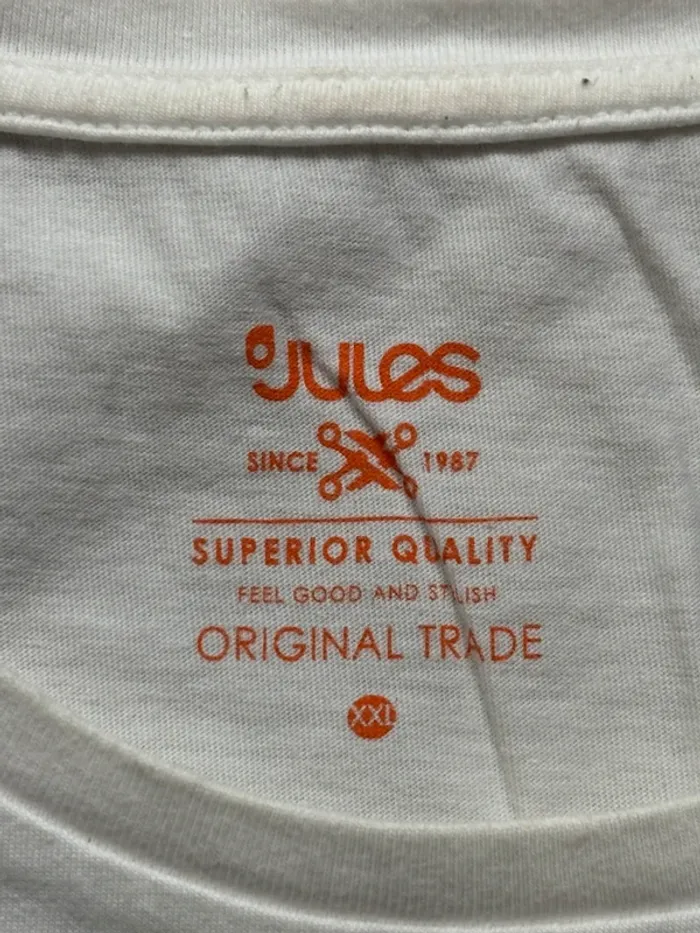 JULES
SINCE 1987
SUPERIOR QUALITY
FEEL GOOD AND STYLISH
ORIGINAL TRADE
XXL